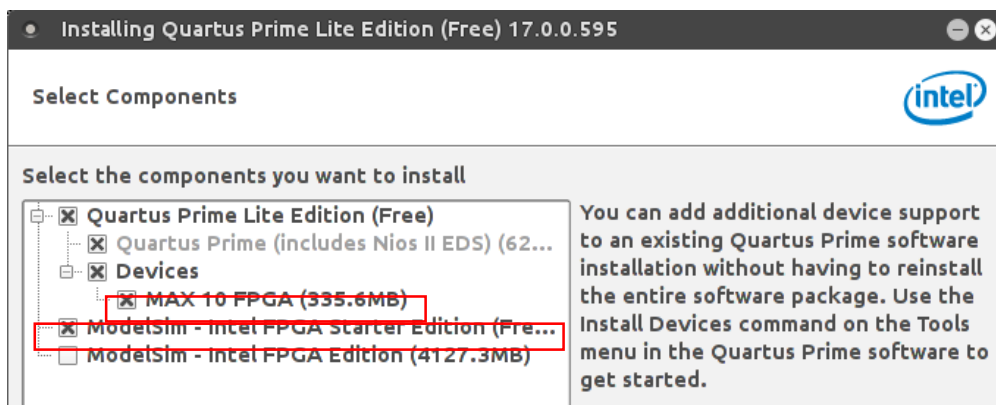 Installing Quartus Prime Lite Edition (Free) 17.0.0.595
Select Components
intel
Select the components you want to install
Quartus Prime Lite Edition (Free)
Quartus Prime (includes Nios II EDS) (62...
Devices
MAX 10 FPGA (335.6MB)
ModelSim - Intel FPGA Starter Edition (Fre...
ModelSim - Intel FPGA Edition (4127.3MB)
You can add additional device support
to an existing Quartus Prime software
installation without having to reinstall
the entire software package. Use the
Install Devices command on the Tools
menu in the Quartus Prime software to
get started.